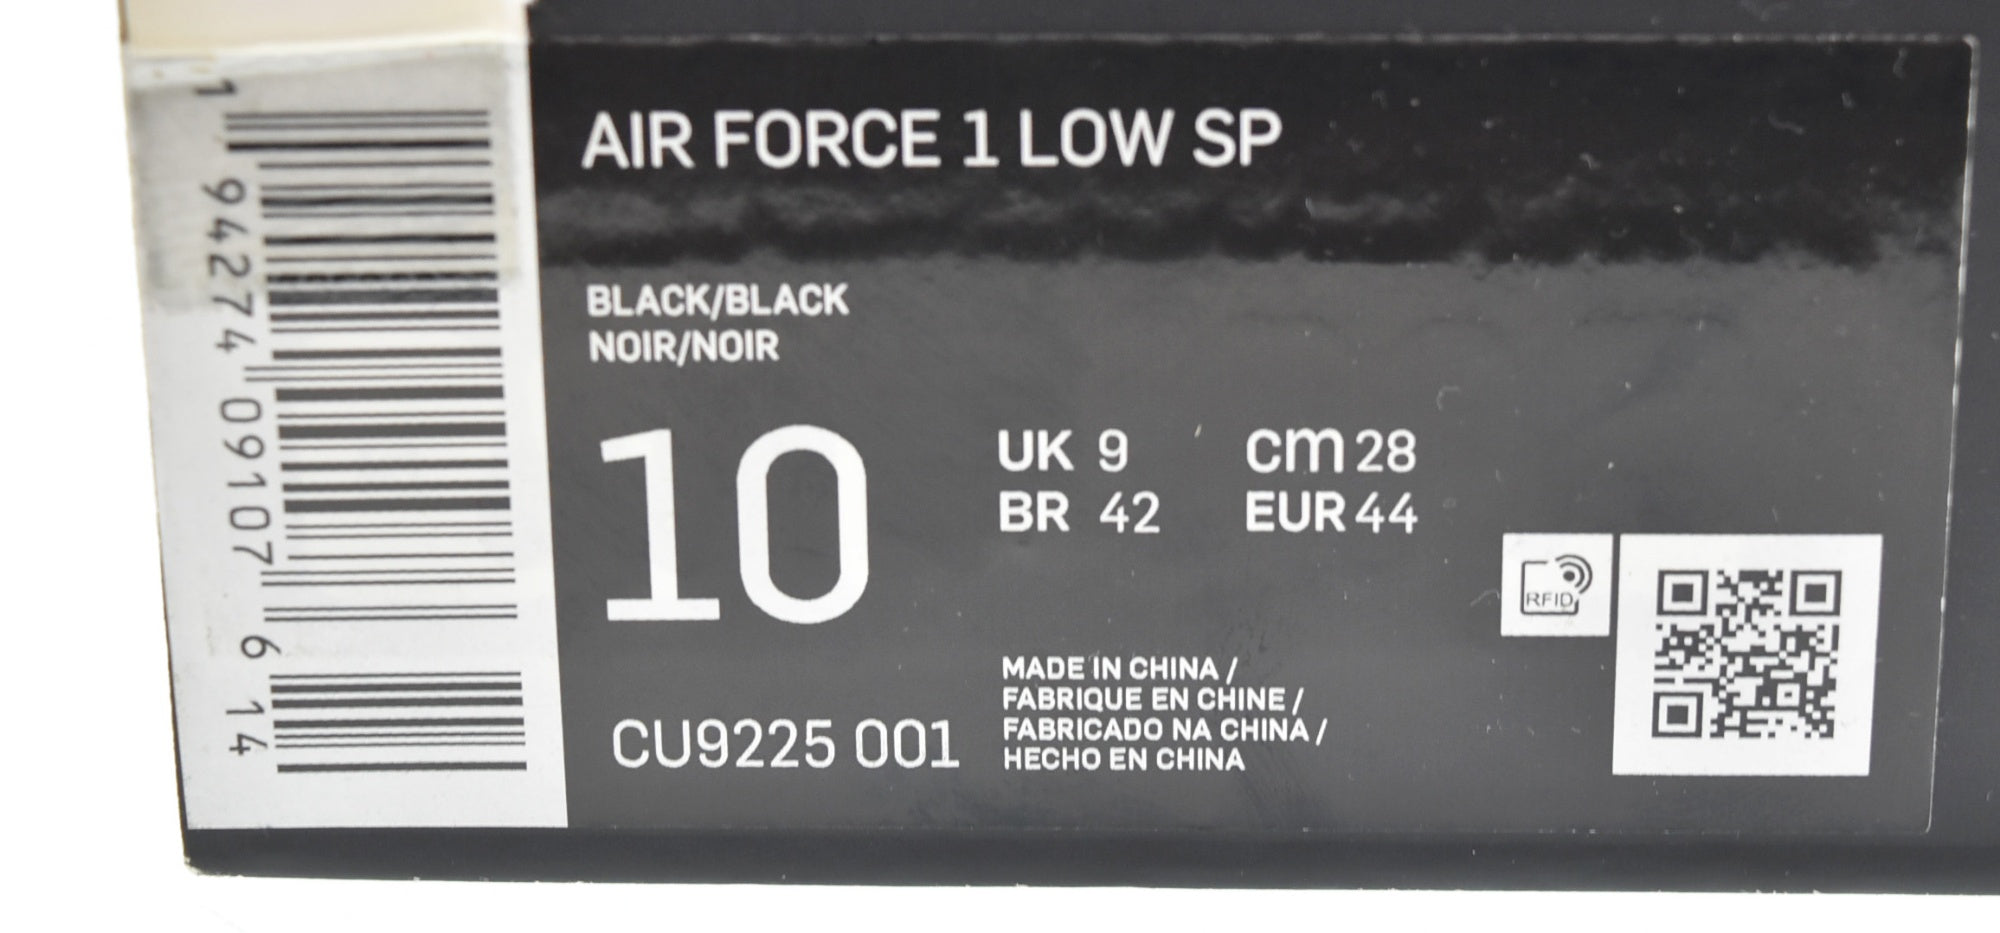 1 94274 09107 6 14
AIR FORCE 1 LOW SP
BLACK/BLACK
NOIR/NOIR
10
UK 9 cm 28
BR 42 EUR 44
RFID
CU9225 001
MADE IN CHINA /
FABRIQUE EN CHINE /
FABRICADO NA CHINA /
HECHO EN CHINA